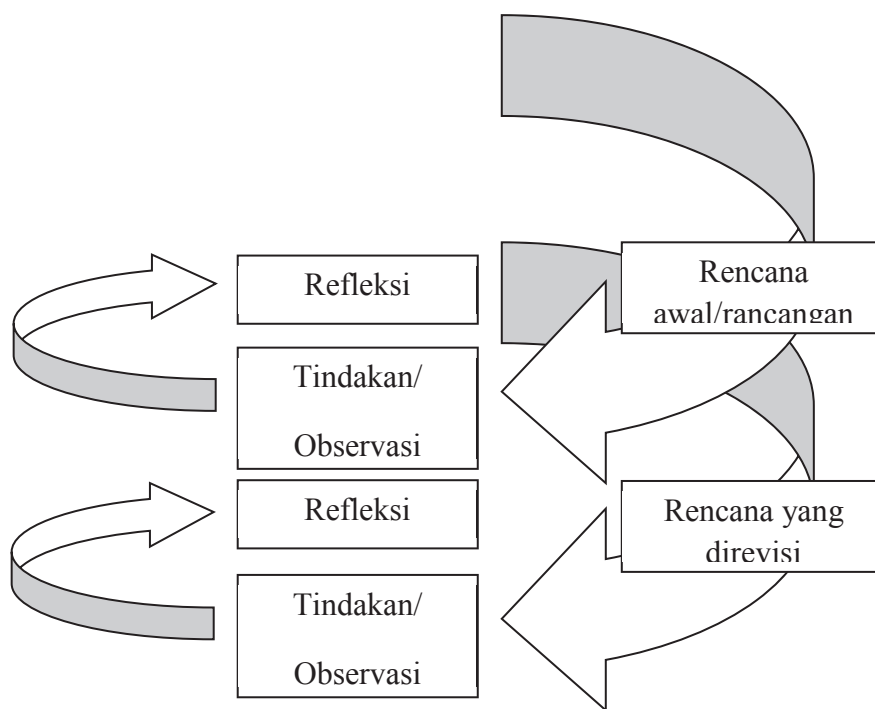 Refleksi
Rencana
awal/rancangan
Tindakan/
Observasi
Refleksi
Rencana yang
direvisi
Tindakan/
Observasi